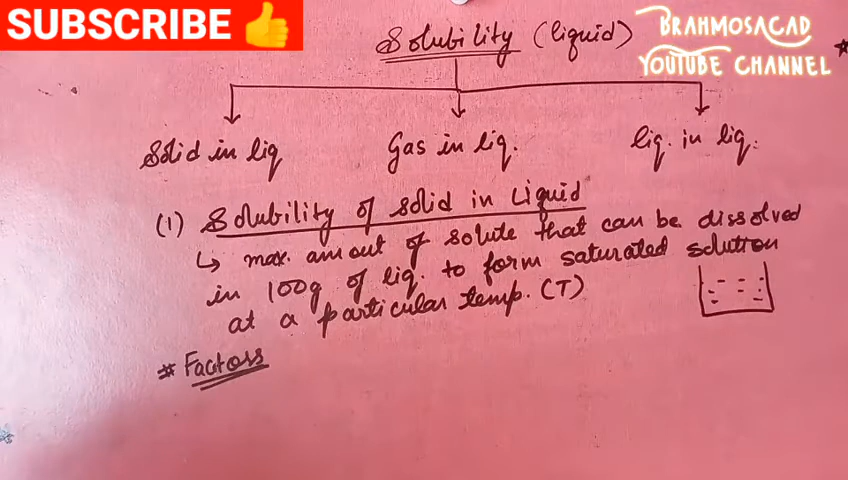 SUBSCRIBE
BRAHMOSACAD
YOUTUBE CHANNEL
Solubility (liquid)
Solid in liq
Gas in liq.
liq. in liq.
(1) Solubility of solid in Liquid
↳ max. amount of solute that can be dissolved
in 100g of liq. to form saturated solution
at a particular temp. (T)
* Factors